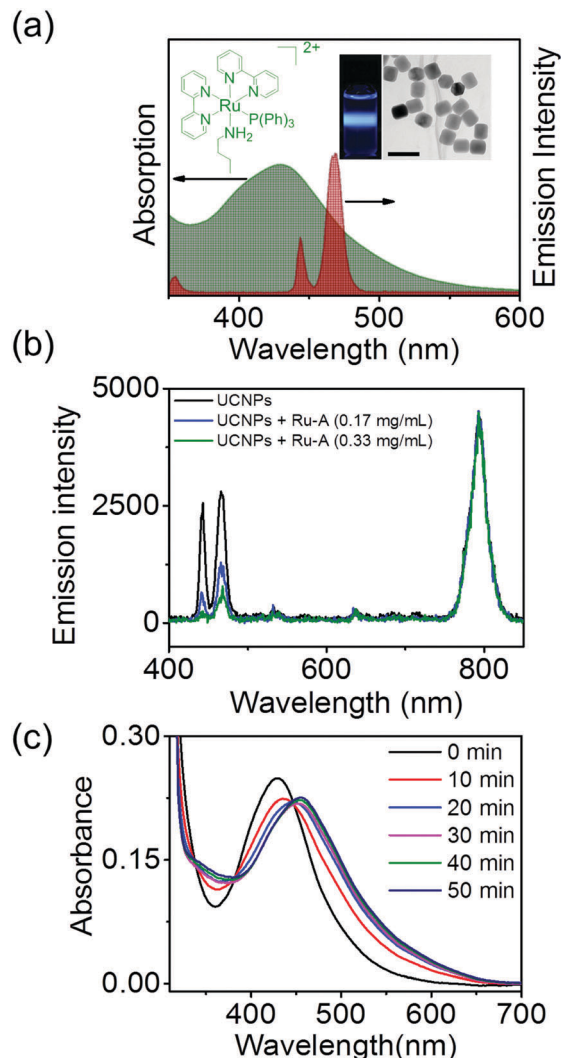 (a)
2+
N
N
N
N
Ru
P(Ph)3
NH2
Absorption
Emission Intensity
400 500 600
Wavelength (nm)
(b)
5000
2500
0
UCNPs
UCNPs + Ru-A (0.17 mg/mL)
UCNPs + Ru-A (0.33 mg/mL)
Emission intensity
400 600 800
Wavelength (nm)
(c)
0.30
0.15
0.00
0 min
10 min
20 min
30 min
40 min
50 min
Absorbance
400 500 600 700
Wavelength(nm)